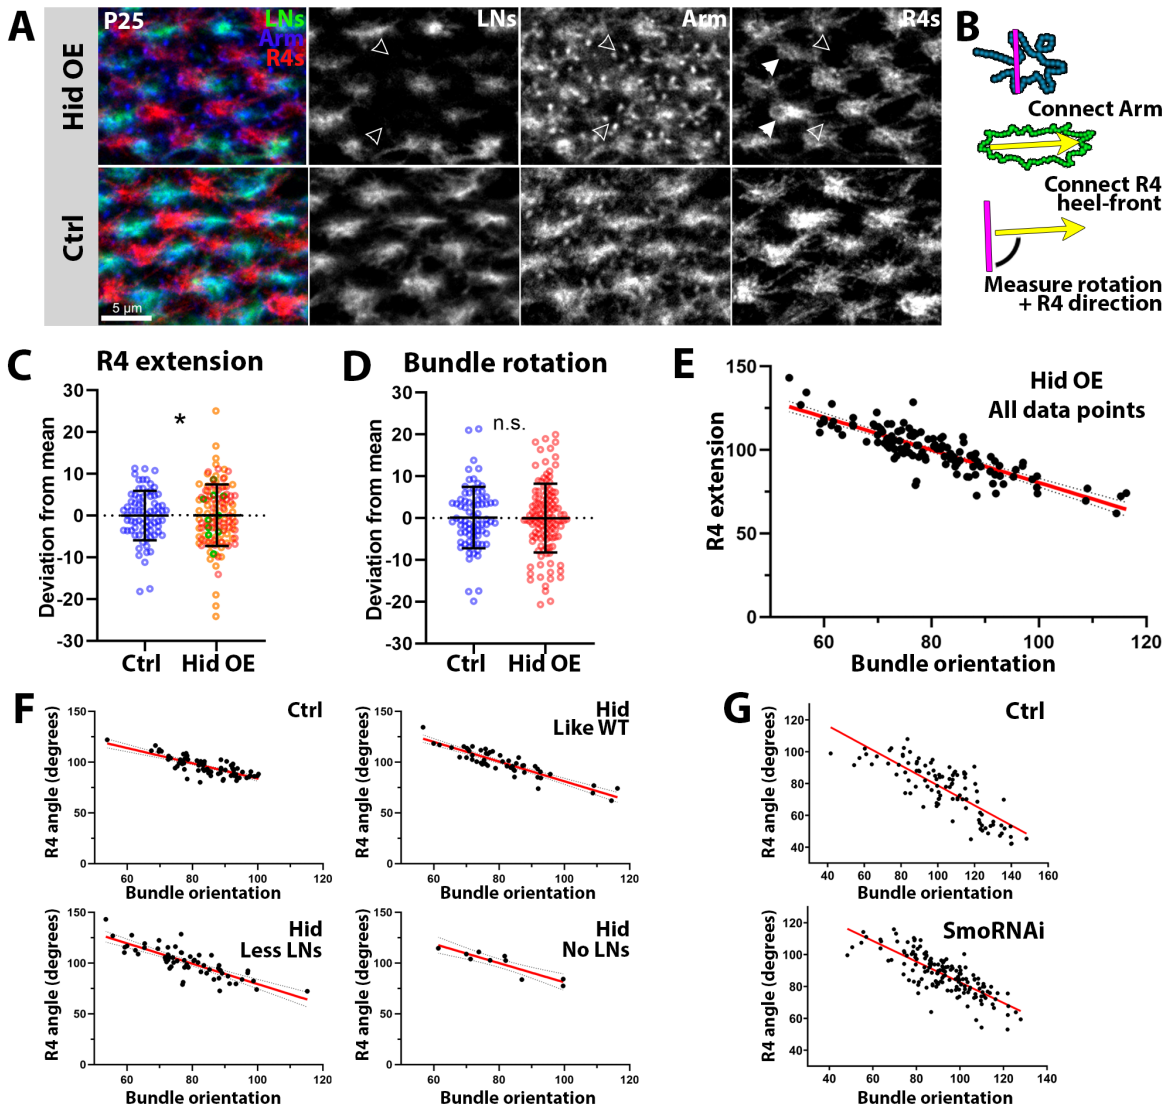 A
P25
LNs
Arm
R4s
LNs
Arm
R4s
Hid OE
Ctrl
5 µm
B
Connect Arm
Connect R4
heel-front
Measure rotation
+ R4 direction
C
R4 extension
Deviation from mean
30
20
10
0
-10
-20
-30
*
Ctrl
Hid OE
D
Bundle rotation
Deviation from mean
30
20
10
0
-10
-20
-30
n.s.
Ctrl
Hid OE
E
Hid OE
All data points
R4 extension
150
100
50
0
60
80
100
120
Bundle orientation
F
Ctrl
R4 angle (degrees)
150
100
50
0
60
80
100
120
Bundle orientation
Hid
Like WT
R4 angle (degrees)
150
100
50
0
60
80
100
120
Bundle orientation
Hid
Less LNs
R4 angle (degrees)
150
100
50
0
60
80
100
120
Bundle orientation
Hid
No LNs
R4 angle (degrees)
150
100
50
0
60
80
100
120
Bundle orientation
G
Ctrl
R4 angle (degrees)
120
100
80
60
40
40
60
80
100
120
140
160
Bundle orientation
SmoRNAi
R4 angle (degrees)
120
100
80
60
40
40
60
80
100
120
140
Bundle orientation